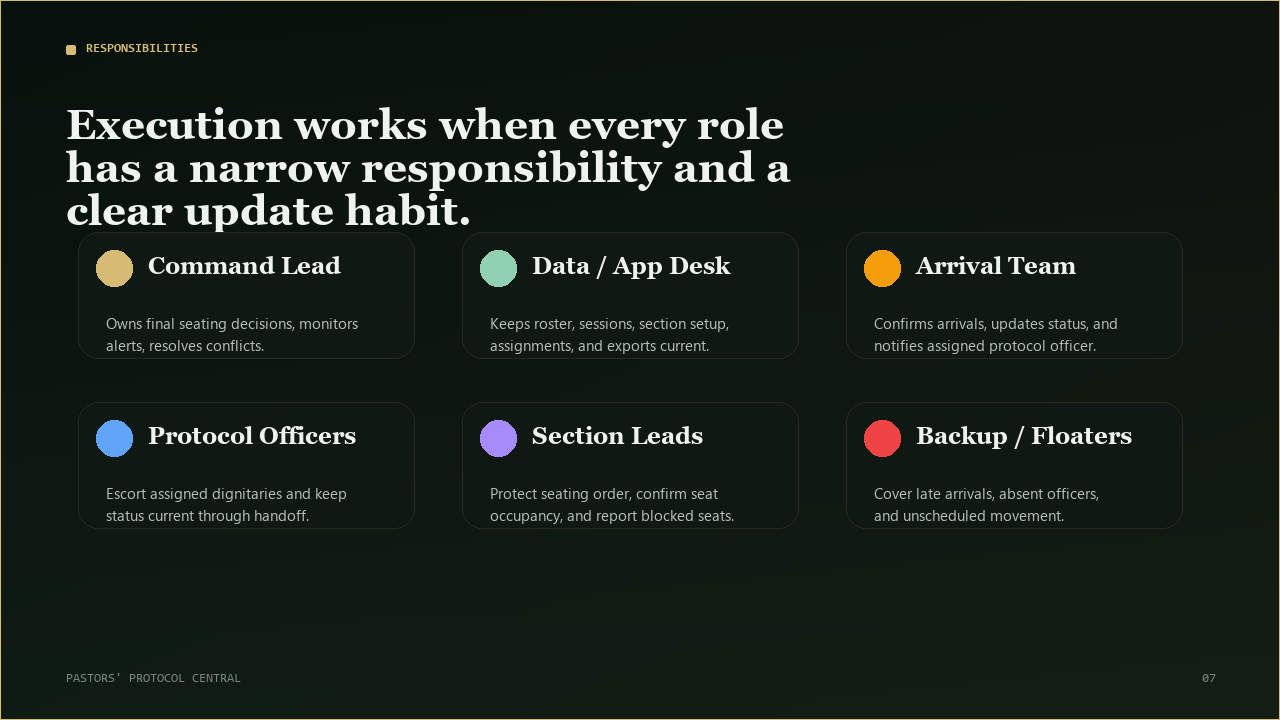 RESPONSIBILITIES
Execution works when every role
has a narrow responsibility and a
clear update habit.
Command Lead
Owns final seating decisions, monitors
alerts, resolves conflicts.
Data / App Desk
Keeps roster, sessions, section setup,
assignments, and exports current.
Arrival Team
Confirms arrivals, updates status, and
notifies assigned protocol officer.
Protocol Officers
Escort assigned dignitaries and keep
status current through handoff.
Section Leads
Protect seating order, confirm seat
occupancy, and report blocked seats.
Backup / Floaters
Cover late arrivals, absent officers,
and unscheduled movement.
PASTORS' PROTOCOL CENTRAL
07